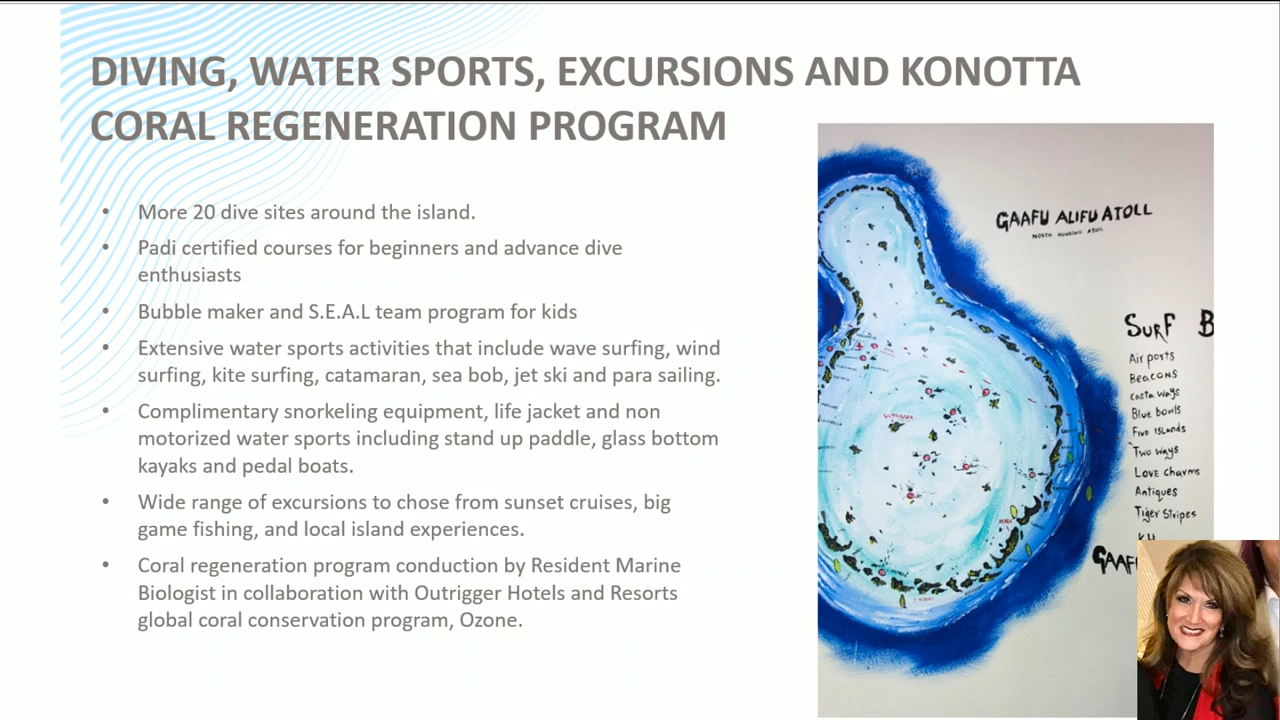 DIVING, WATER SPORTS, EXCURSIONS AND KONOTTA
CORAL REGENERATION PROGRAM
• More 20 dive sites around the island.
• Padi certified courses for beginners and advance dive
enthusiasts
• Bubble maker and S.E.A.L team program for kids
• Extensive water sports activities that include wave surfing, wind
surfing, kite surfing, catamaran, sea bob, jet ski and para sailing.
• Complimentary snorkeling equipment, life jacket and non
motorized water sports including stand up paddle, glass bottom
kayaks and pedal boats.
• Wide range of excursions to chose from sunset cruises, big
game fishing, and local island experiences.
• Coral regeneration program conduction by Resident Marine
Biologist in collaboration with Outrigger Hotels and Resorts
global coral conservation program, Ozone.
GAAFU ALIFU ATOLL
SURF B
Airports
Beacons
Casta ways
Blue bowls
Five Islands
Two ways
Love charms
Antiques
Tiger Stripes
GAAF